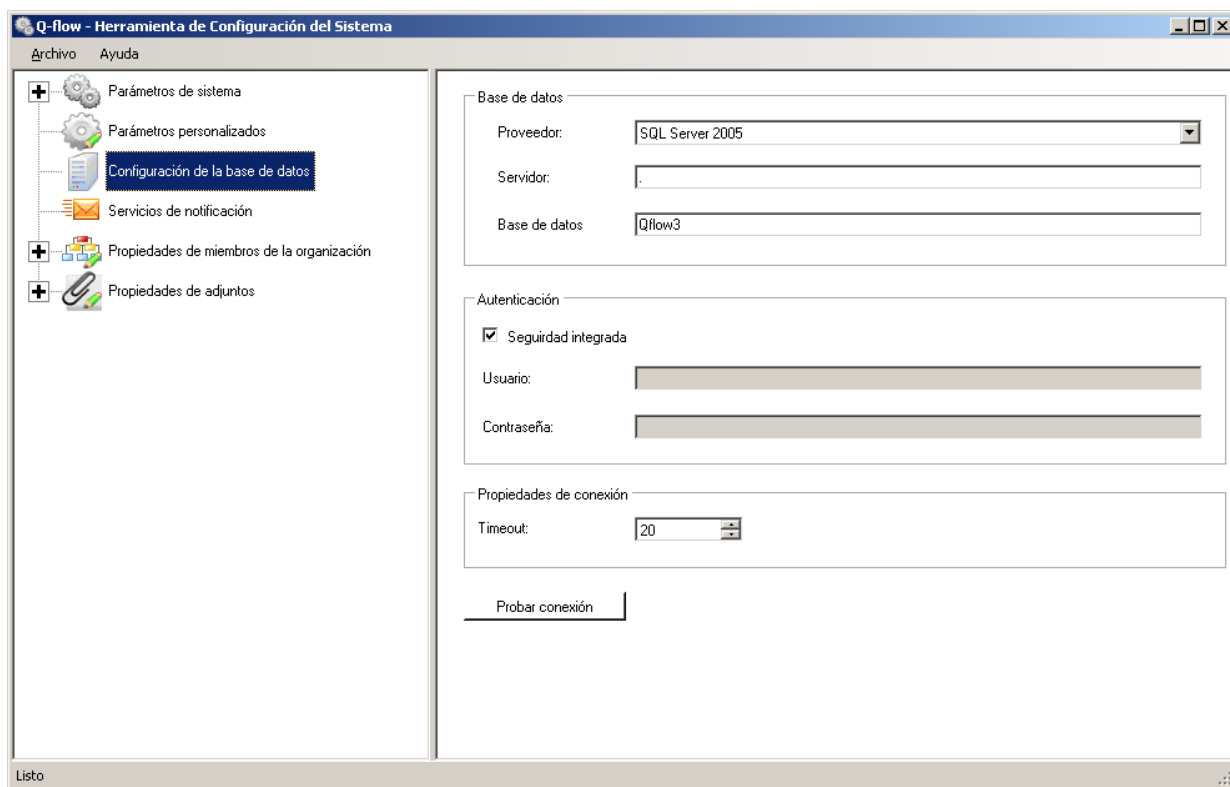 Q-flow - Herramienta de Configuración del Sistema
Archivo Ayuda
Parámetros de sistema
Parámetros personalizados
Configuración de la base de datos
Servicios de notificación
Propiedades de miembros de la organización
Propiedades de adjuntos
Base de datos
Proveedor: SQL Server 2005
Servidor: .
Base de datos Qflow3
Autenticación
Seguirdad integrada
Usuario:
Contraseña:
Propiedades de conexión
Timeout: 20
Probar conexión
Listo